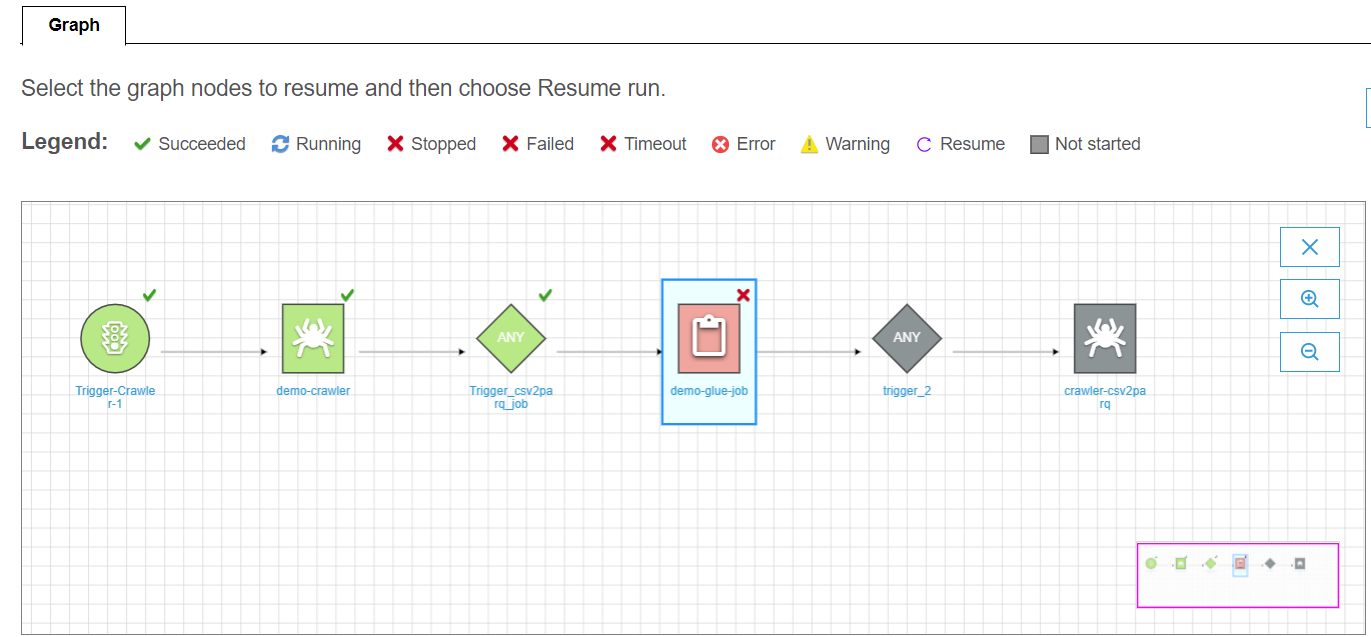 Graph
Select the graph nodes to resume and then choose Resume run.
Legend: Succeeded Running Stopped Failed Timeout Error Warning Resume Not started
ANY ANY
Trigger-Crawle demo-crawler Trigger_csv2pa demo-glue-job trigger_2 crawler-csv2pa
r-1 rq_job rq